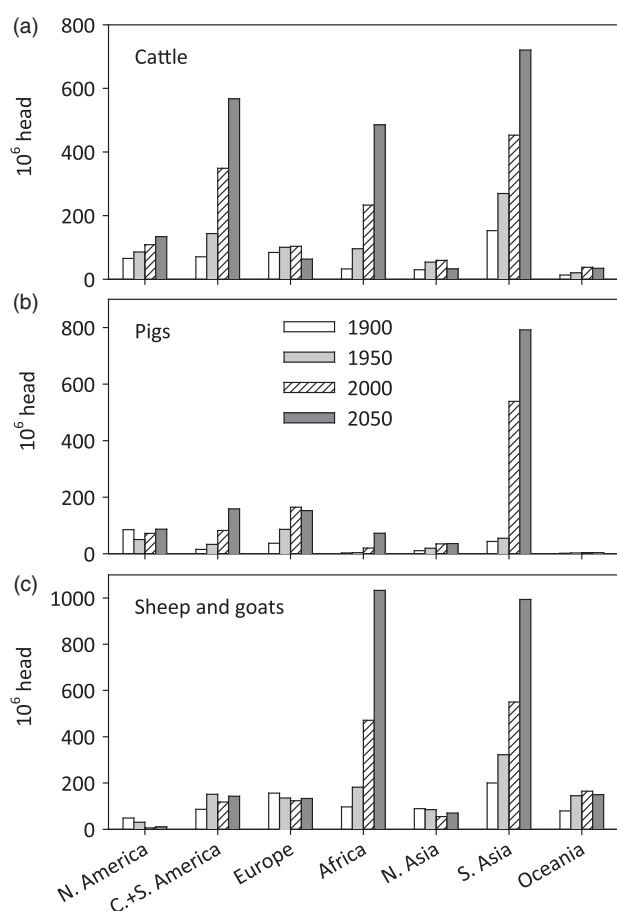 (a)
Cattle
10⁶ head
800
600
400
200
0
(b)
Pigs
10⁶ head
800
600
400
200
0
1900
1950
2000
2050
(c)
Sheep and goats
10⁶ head
1000
800
600
400
200
0
N. America
C.+S. America
Europe
Africa
N. Asia
S. Asia
Oceania